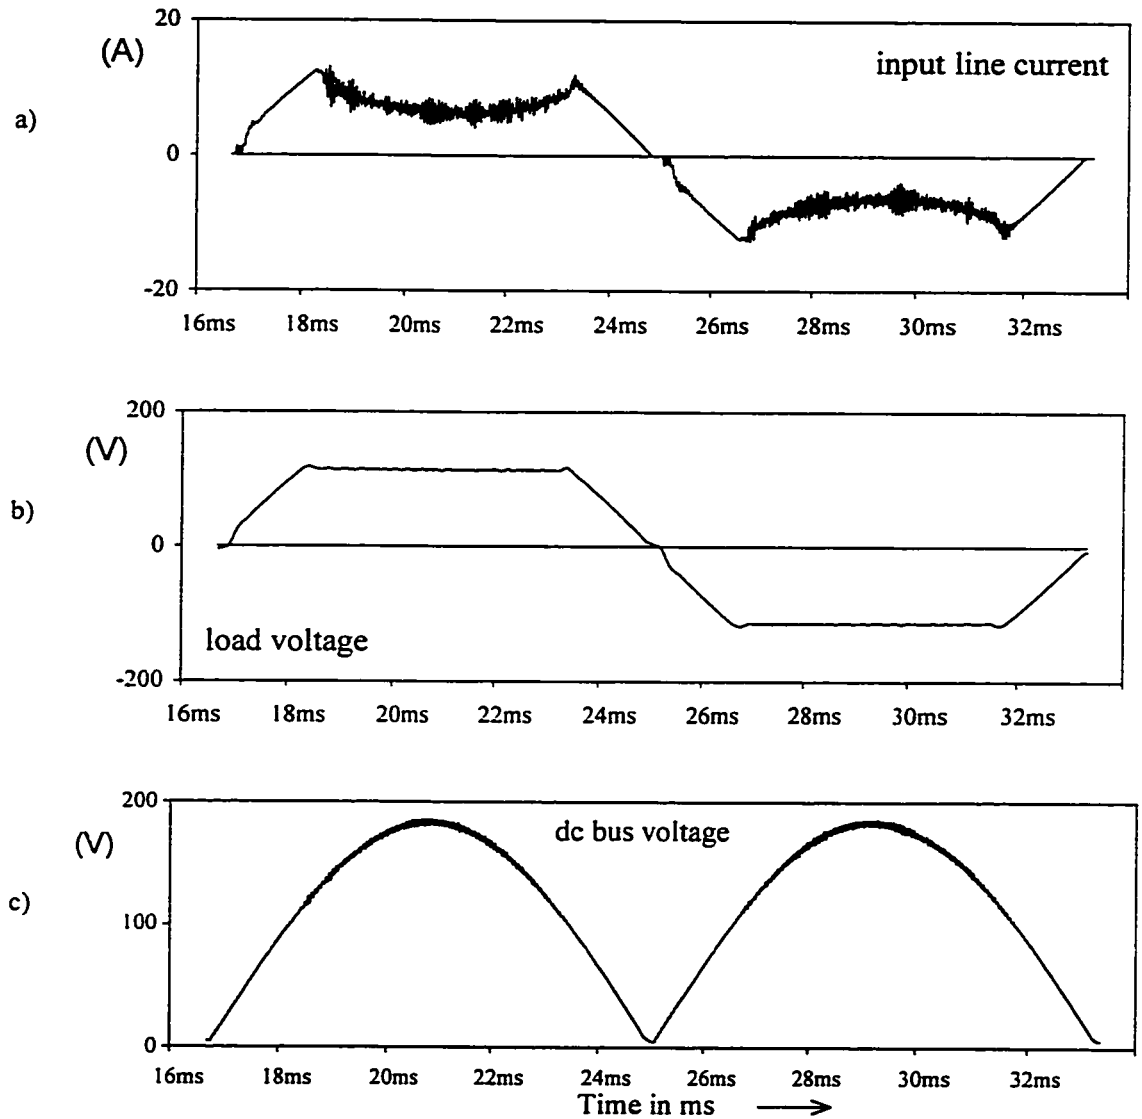 20
(A)
input line current
a)
0
-20
16ms 18ms 20ms 22ms 24ms 26ms 28ms 30ms 32ms
200
(V)
b)
0
load voltage
-200
16ms 18ms 20ms 22ms 24ms 26ms 28ms 30ms 32ms
200
(V)
dc bus voltage
c)
100
0
16ms 18ms 20ms 22ms 24ms 26ms 28ms 30ms 32ms
Time in ms